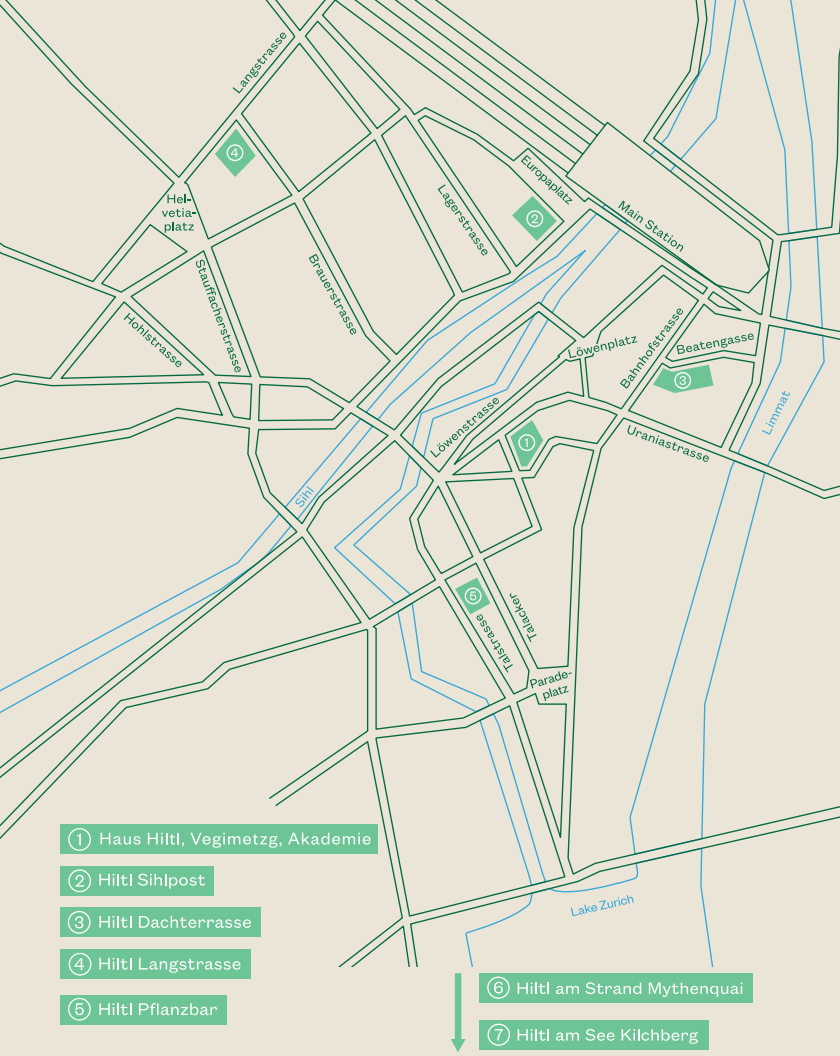 Langstrasse
④
Hel-
vetia-
platz
Europaplatz
②
Lagerstrasse
Main Station
Stauffacherstrasse
Brauerstrasse
Hohlstrasse
Löwenplatz
Bahnhofstrasse
Beatengasse
③
Löwenstrasse
①
Uraniastrasse
Limmat
Sihl
⑤
Talstrasse
Talacker
Parade-
platz
Lake Zurich
① Haus Hiltl, Vegimetzg, Akademie
② Hiltl Sihlpost
③ Hiltl Dachterrasse
④ Hiltl Langstrasse
⑤ Hiltl Pflanzbar
⑥ Hiltl am Strand Mythenquai
⑦ Hiltl am See Kilchberg